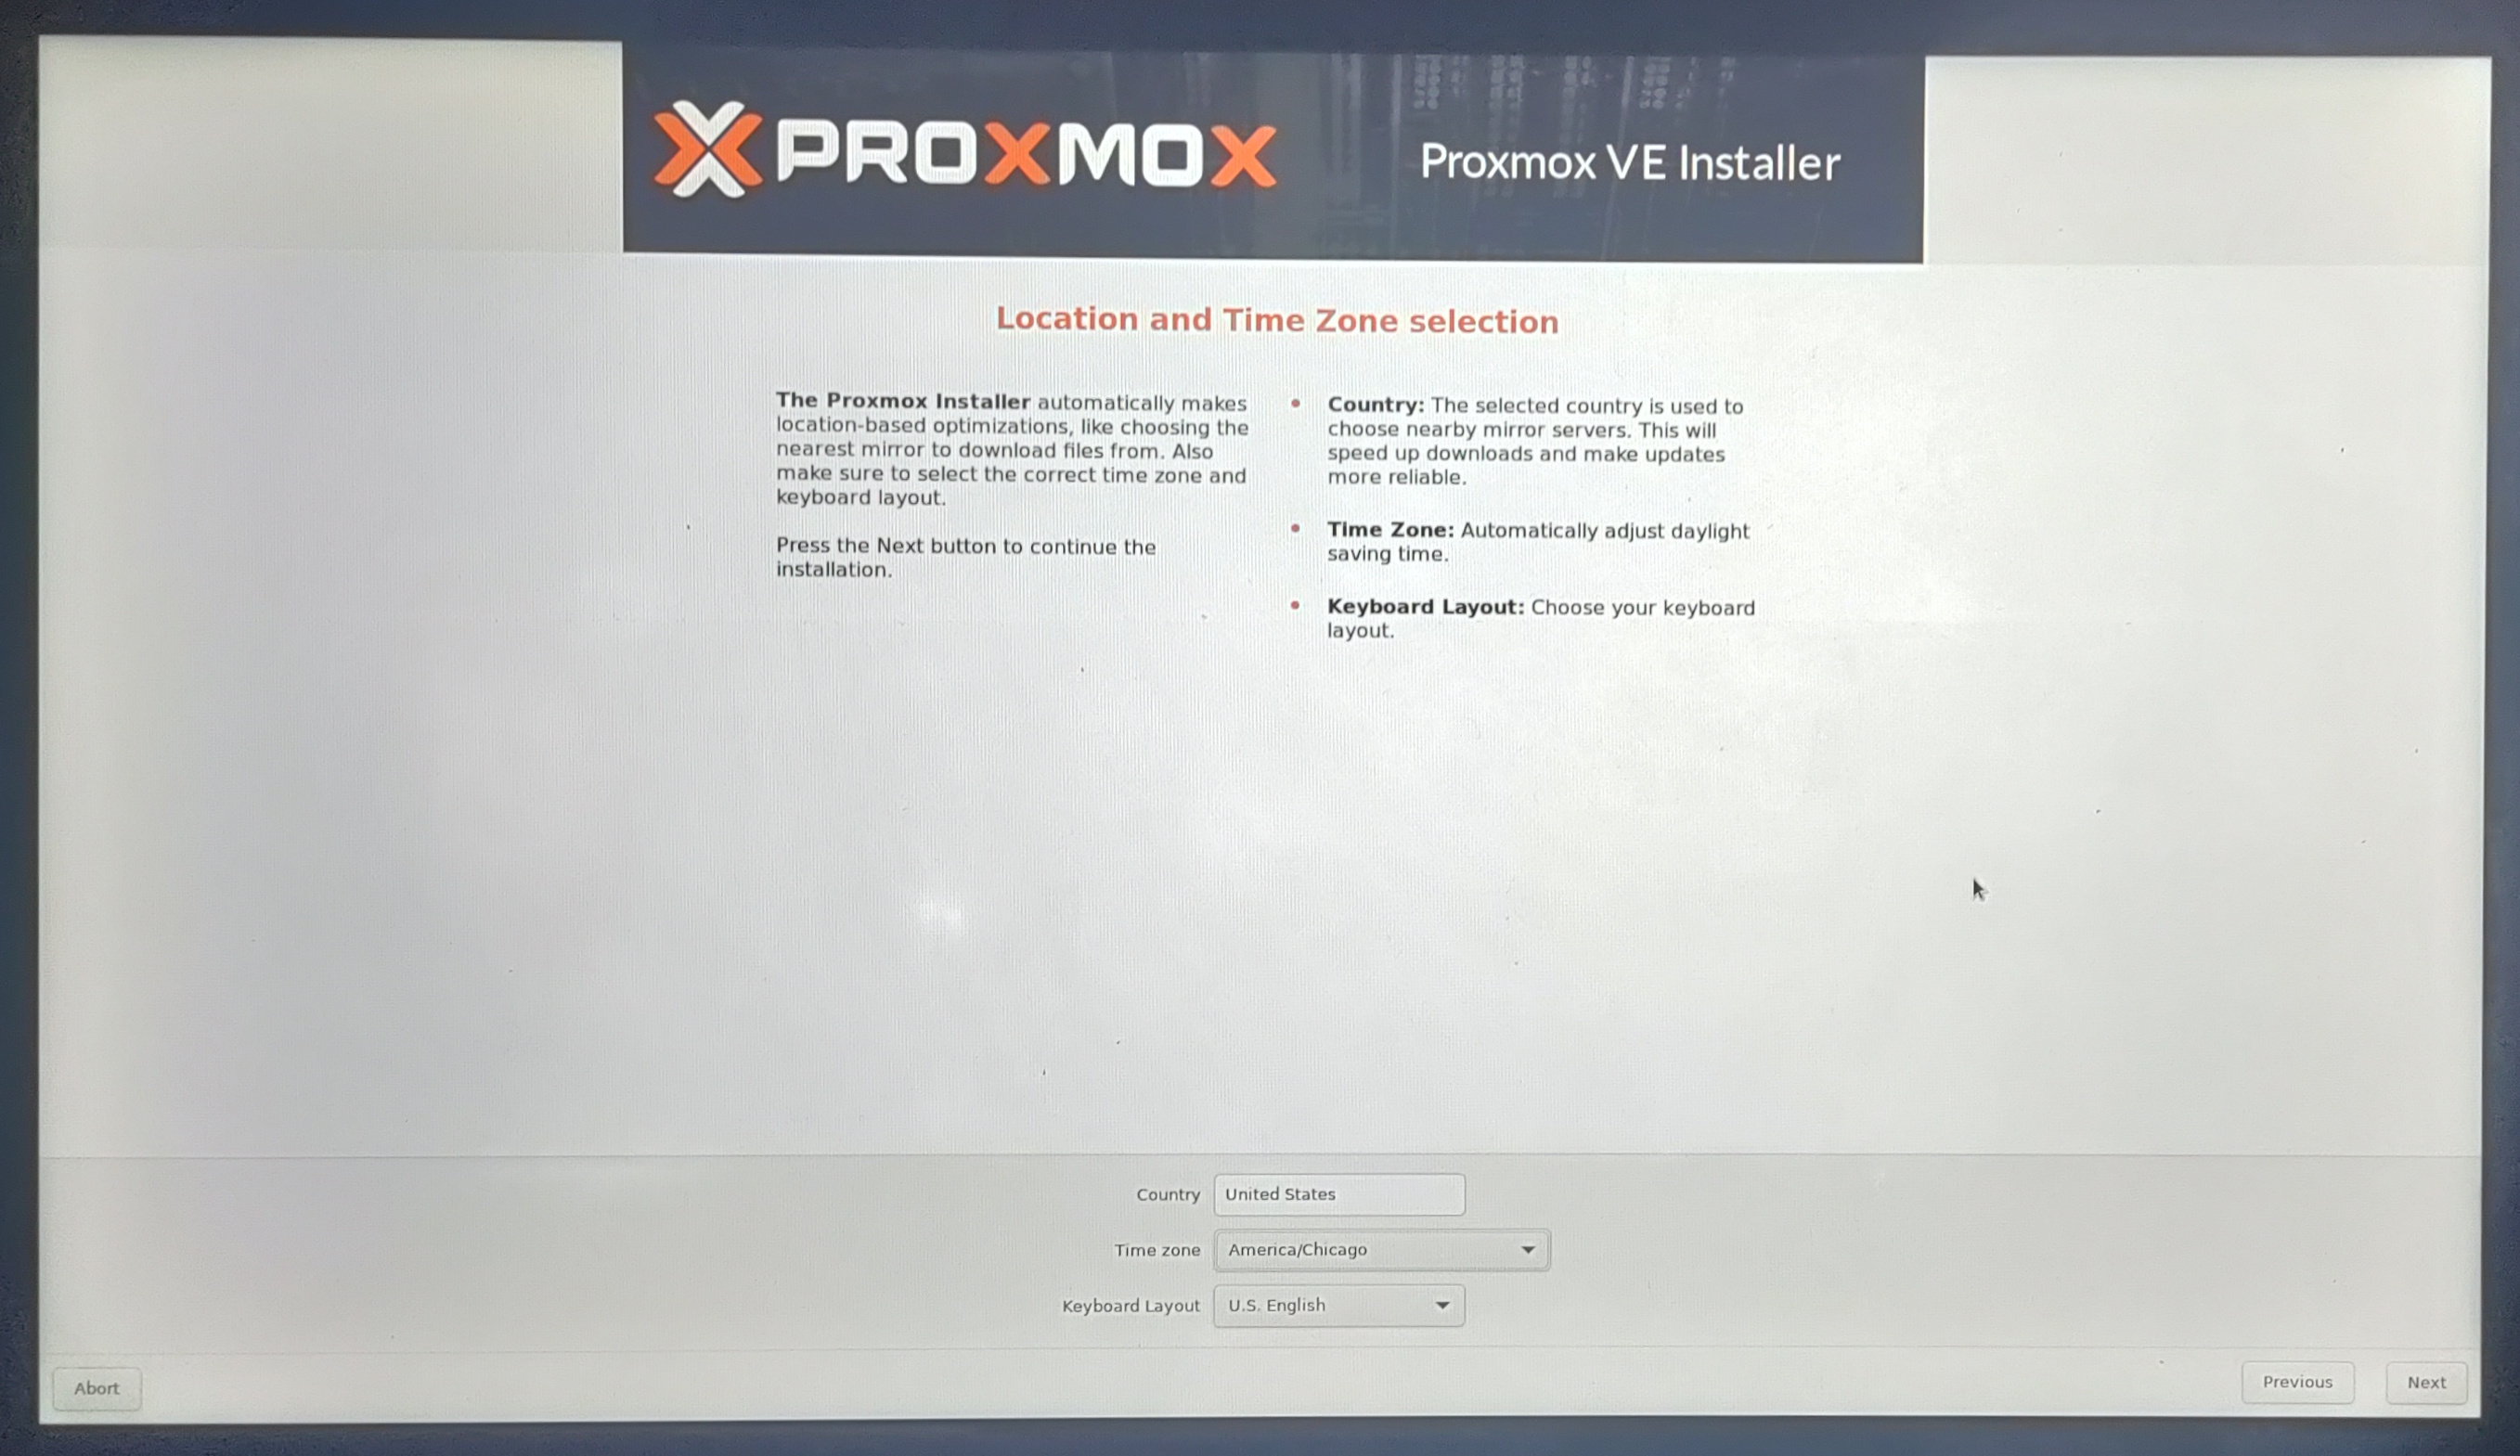 PROXMOX
Proxmox VE Installer
Location and Time Zone selection
The Proxmox Installer automatically makes
location-based optimizations, like choosing the
nearest mirror to download files from. Also
make sure to select the correct time zone and
keyboard layout.
Press the Next button to continue the
installation.
Country: The selected country is used to
choose nearby mirror servers. This will
speed up downloads and make updates
more reliable.
Time Zone: Automatically adjust daylight
saving time.
Keyboard Layout: Choose your keyboard
layout.
Country United States
Time zone America/Chicago
Keyboard Layout U.S. English
Abort Previous Next